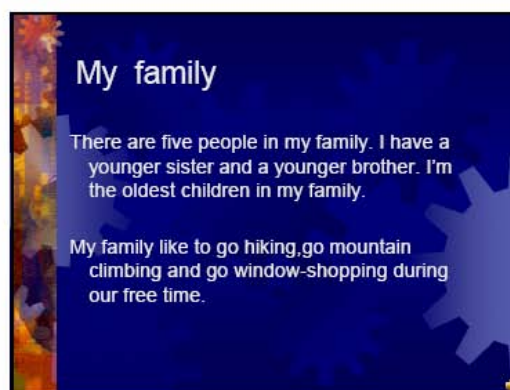 My family
There are five people in my family. I have a
younger sister and a younger brother. I'm
the oldest children in my family.
My family like to go hiking,go mountain
climbing and go window-shopping during
our free time.